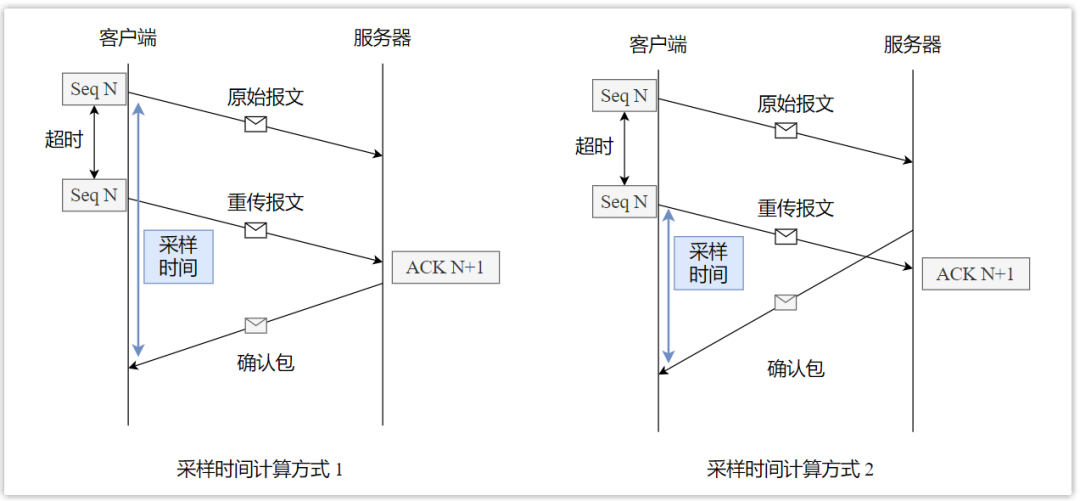 客户端
服务器
Seq N
原始报文
超时
Seq N
重传报文
采样
时间
ACK N+1
确认包
采样时间计算方式 1
客户端
服务器
Seq N
原始报文
超时
Seq N
重传报文
采样
时间
ACK N+1
确认包
采样时间计算方式 2